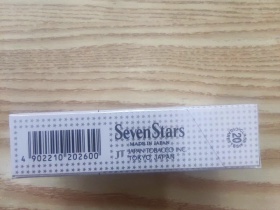 Seven Stars
MADE IN JAPAN
JT JAPAN TOBACCO INC.
TOKYO, JAPAN
4 902210 202600
20